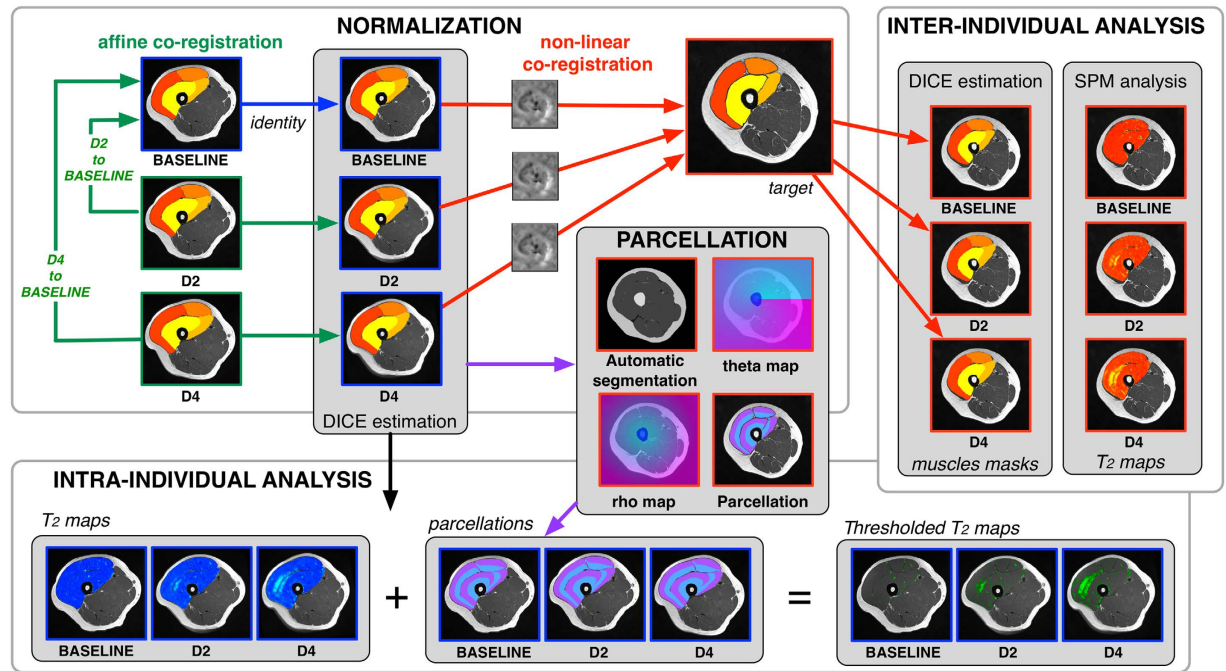 NORMALIZATION
affine co-registration
non-linear
co-registration
identity
D2
to
BASELINE
D4
to
BASELINE
BASELINE
D2
D4
BASELINE
D2
D4
DICE estimation
target
PARCELLATION
Automatic
segmentation
theta map
rho map
Parcellation
INTER-INDIVIDUAL ANALYSIS
DICE estimation
SPM analysis
BASELINE
BASELINE
D2
D2
D4
D4
muscles masks
T2 maps
INTRA-INDIVIDUAL ANALYSIS
T2 maps
parcellations
Thresholded T2 maps
+
=
BASELINE D2 D4
BASELINE D2 D4
BASELINE D2 D4